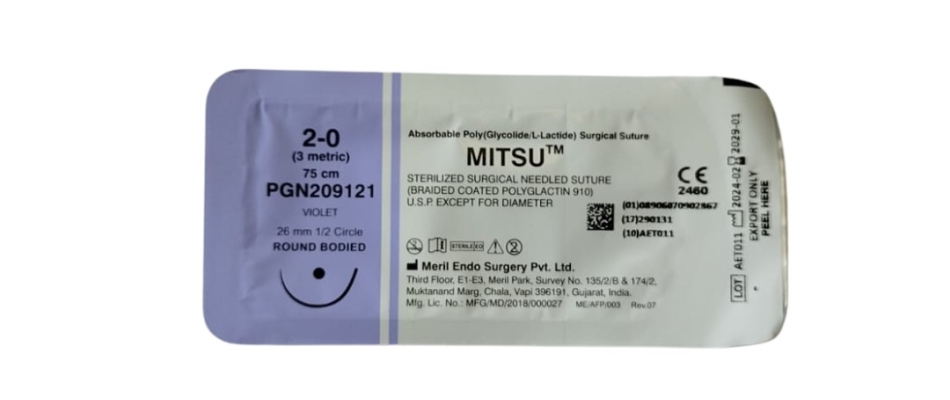 2-0
(3 metric)
75 cm
PGN209121
VIOLET
26 mm 1/2 Circle
ROUND BODIED
Absorbable Poly(Glycolide/L-Lactide) Surgical Suture
MITSU™
STERILIZED SURGICAL NEEDLED SUTURE
(BRAIDED COATED POLYGLACTIN 910)
U.S.P. EXCEPT FOR DIAMETER
CE
2460
(01)08906070902867
(17)290131
(10)AET011
STERILE EO
Meril Endo Surgery Pvt. Ltd.
Third Floor, E1-E3, Meril Park, Survey No. 135/2/B & 174/2,
Muktanand Marg, Chala, Vapi 396191, Gujarat, India.
Mfg. Lic. No.: MFG/MD/2018/000027 ME/AFP/003 Rev.07
LOT AET011 2024-02 2029-01
EXPORT ONLY
PEEL HERE